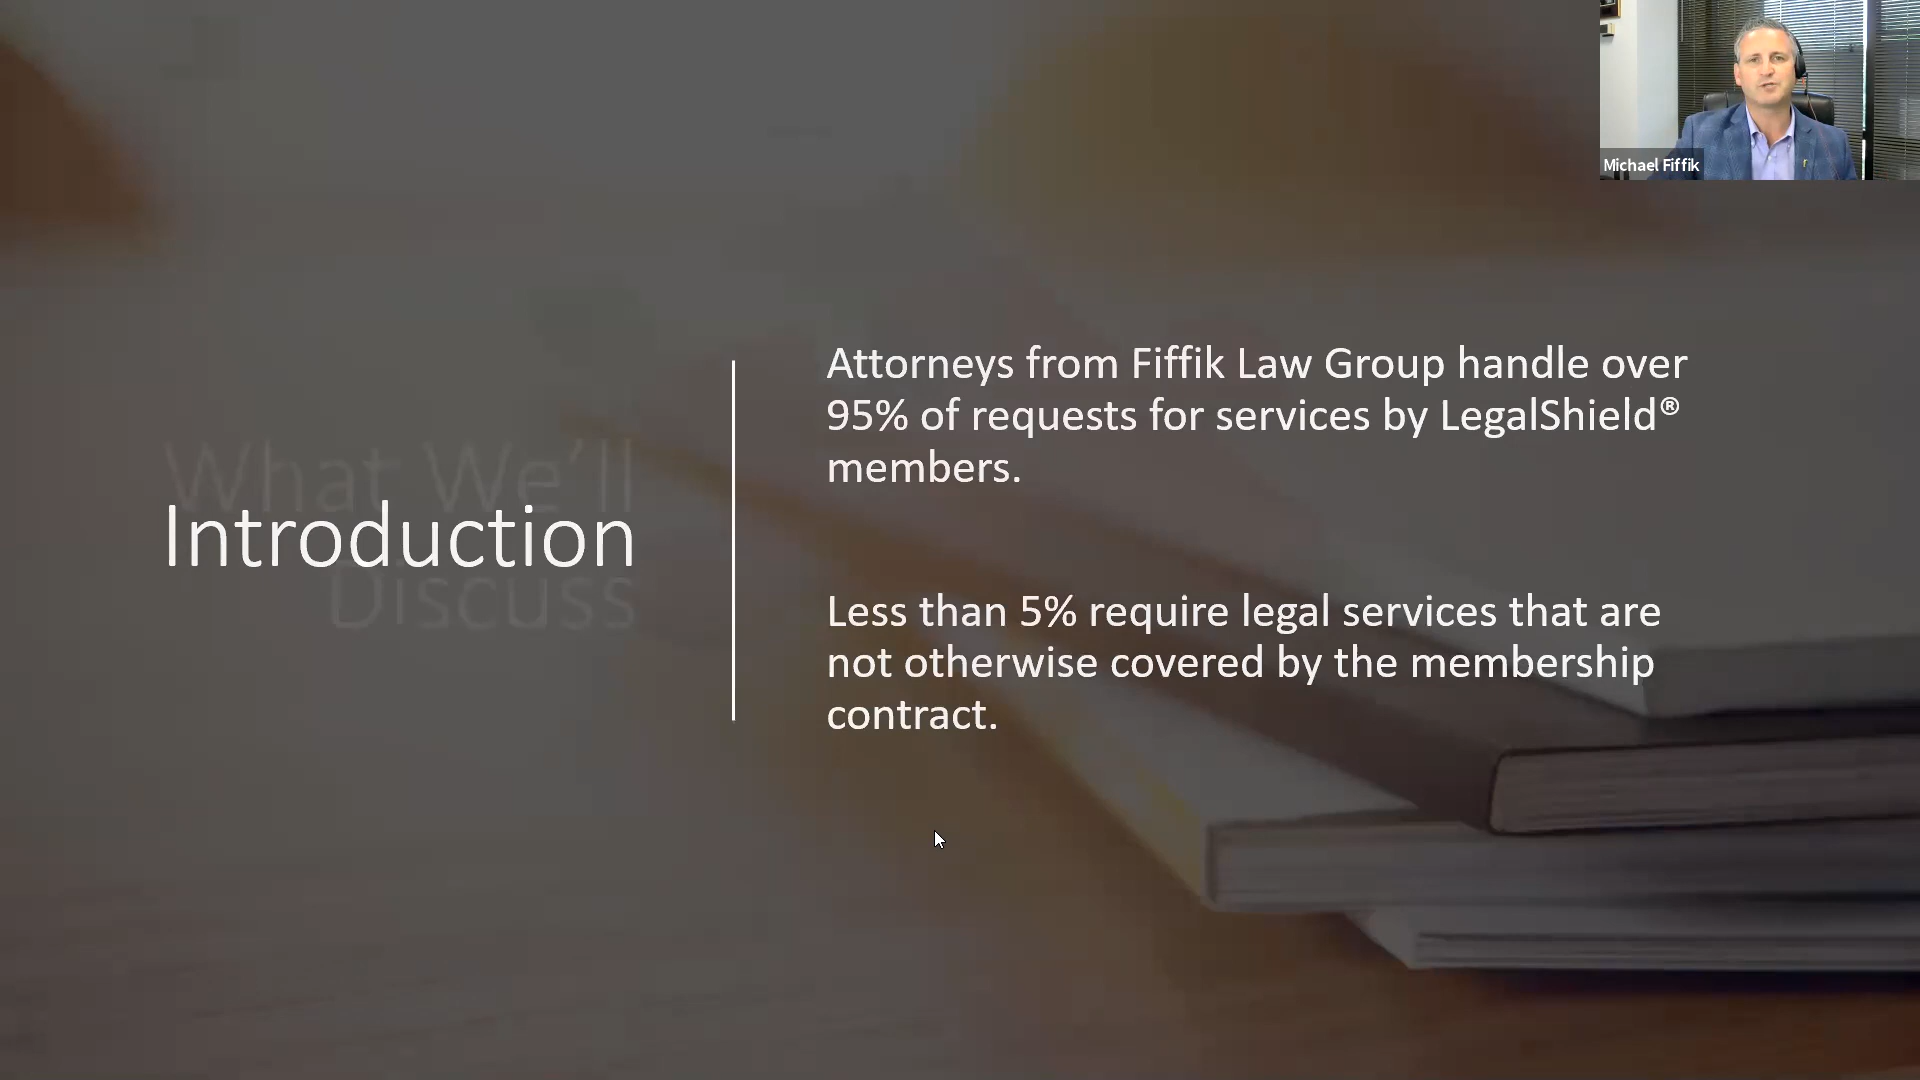 Michael Fiffik
What We'll
Introduction
Discuss
Attorneys from Fiffik Law Group handle over
95% of requests for services by LegalShield®
members.
Less than 5% require legal services that are
not otherwise covered by the membership
contract.